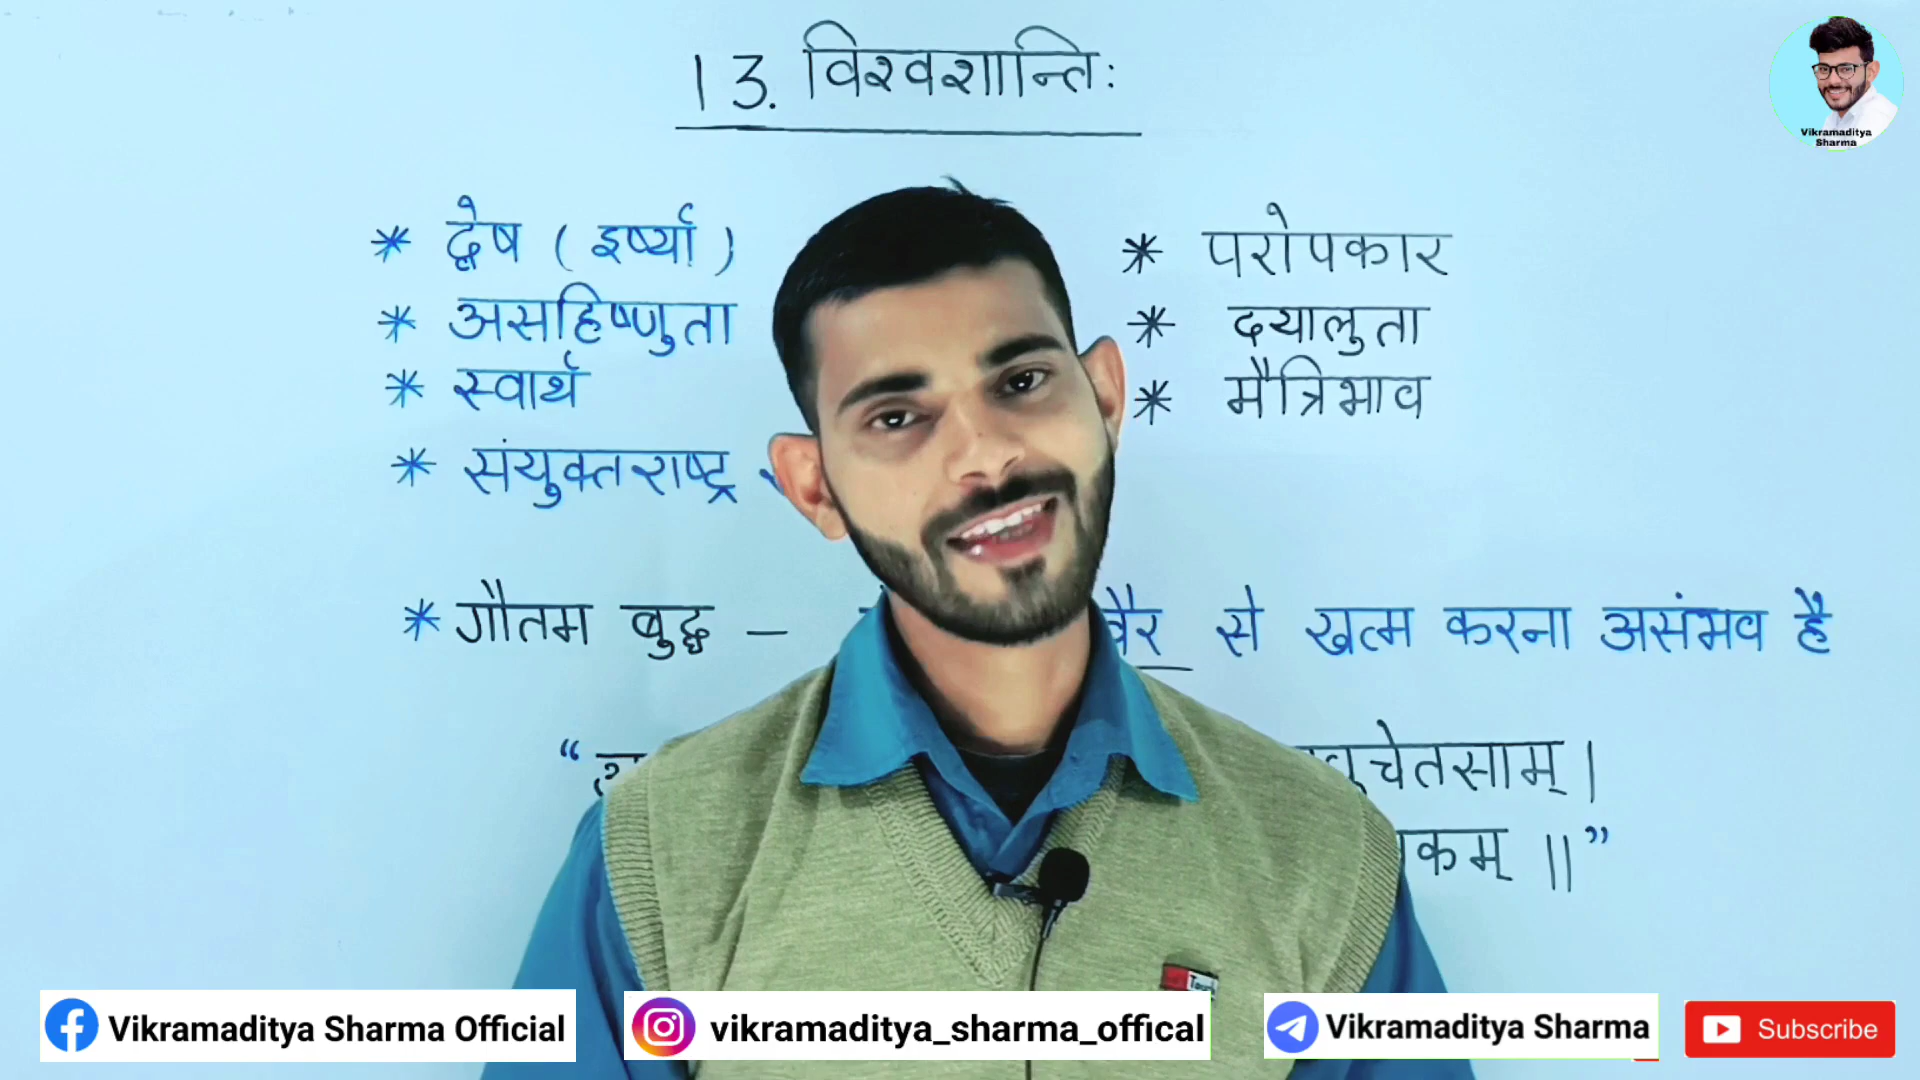 13. विश्वशान्तिः
Vikramaditya
Sharma
* द्वेष ( इर्ष्या )
* असहिष्णुता
* स्वार्थ
* संयुक्तराष्ट्र
* परोपकार
* दयालुता
* मैत्रिभाव
* गौतम बुद्ध – वैर से खत्म करना असंभव है
“ चेतसाम् |
कम् || ”
Vikramaditya Sharma Official
vikramaditya_sharma_offical
Vikramaditya Sharma
Subscribe